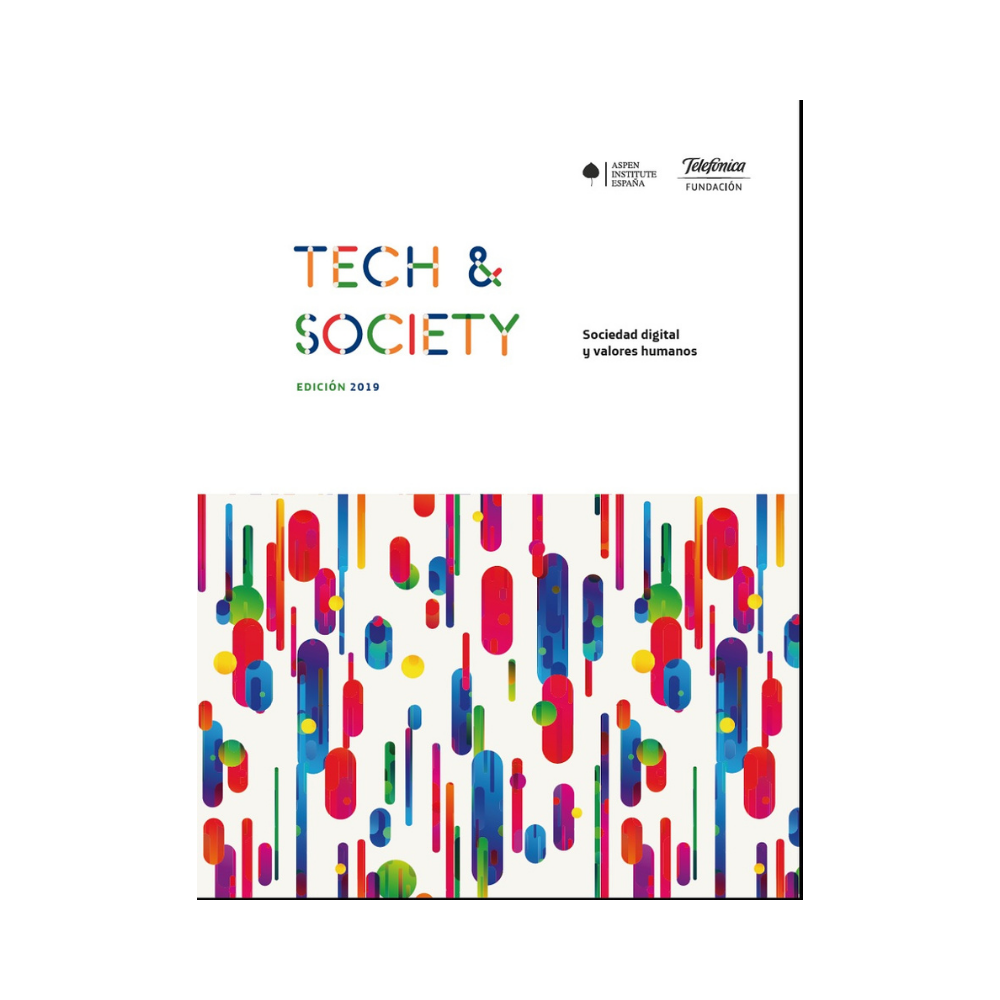 ASPEN
INSTITUTE
ESPAÑA
Telefónica
FUNDACIÓN
TECH &
SOCIETY
Sociedad digital
y valores humanos
EDICIÓN 2019